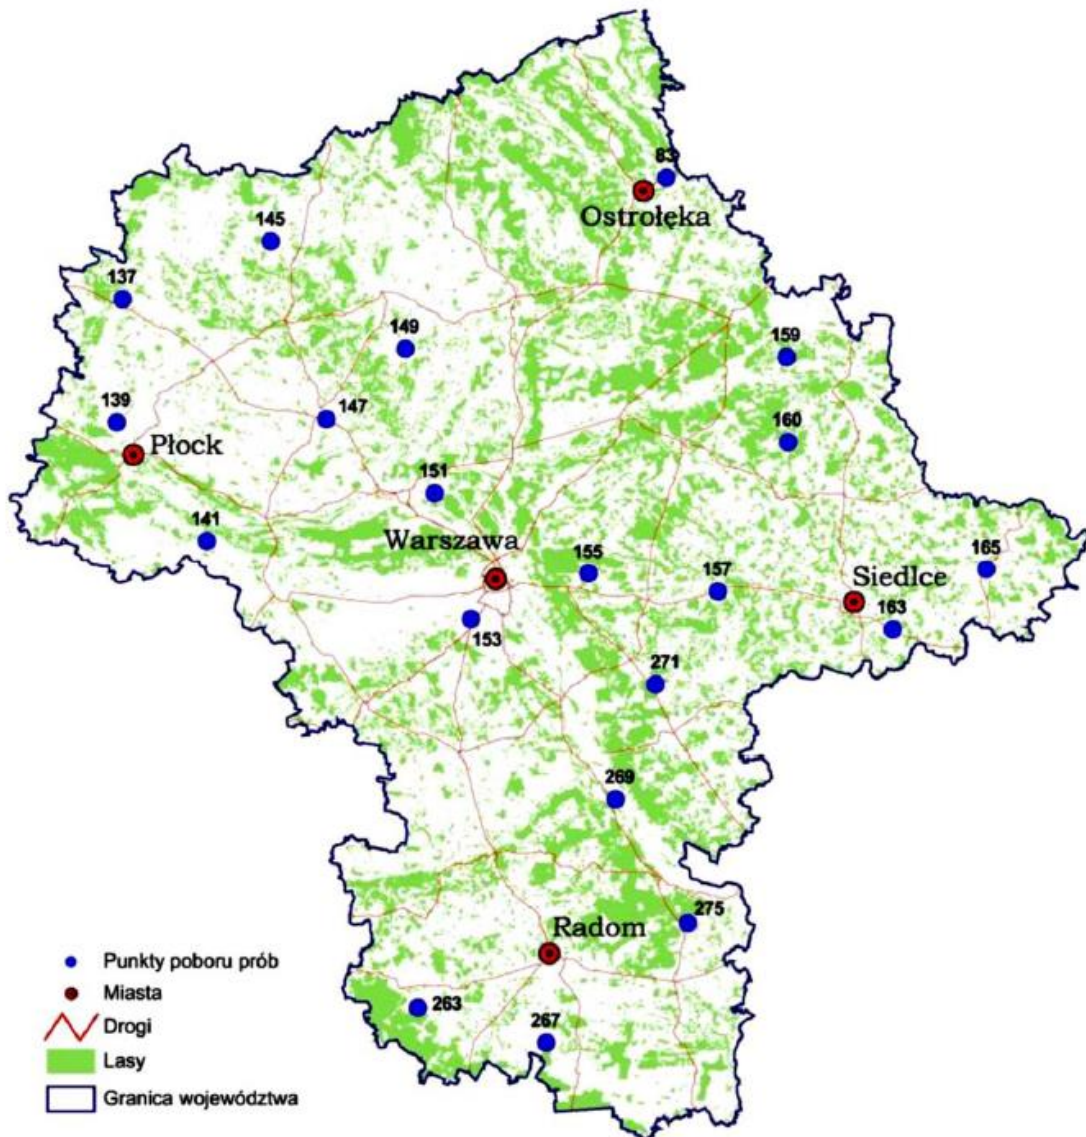 83
Ostrołęka
145
137
149
159
139
147
160
Płock
151
141
Warszawa
155
157
165
Siedlce
163
153
271
269
275
Radom
263
267
Punkty poboru prób
Miasta
Drogi
Lasy
Granica województwa